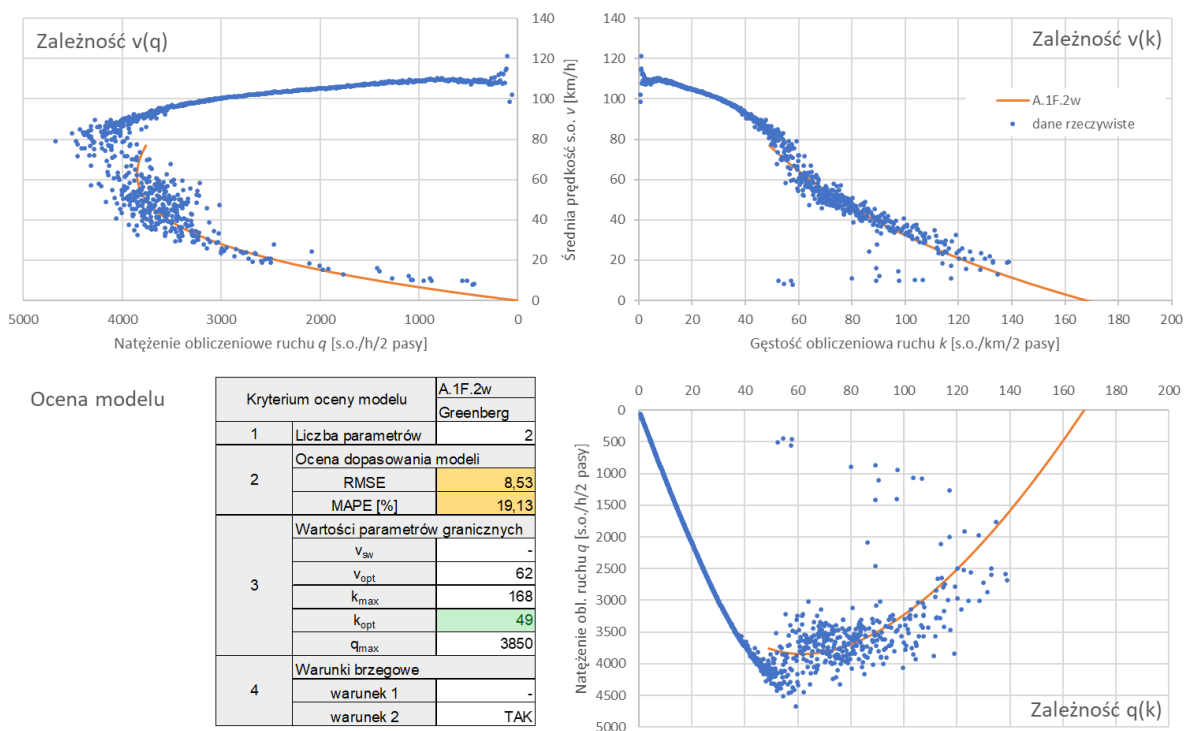 Zależność v(q)
140
120
100
80
60
40
20
0
Średnia prędkość s.o. v [km/h]
5000 4000 3000 2000 1000 0
Natężenie obliczeniowe ruchu q [s.o./h/2 pasy]
Zależność v(k)
140
120
100
80
60
40
20
0
A.1F.2w
dane rzeczywiste
0 20 40 60 80 100 120 140 160 180 200
Gęstość obliczeniowa ruchu k [s.o./km/2 pasy]
Ocena modelu
Kryterium oceny modelu A.1F.2w
Greenberg
1 Liczba parametrów 2
2 Ocena dopasowania modeli
RMSE 8,53
MAPE [%] 19,13
3 Wartości parametrów granicznych
vsw -
vopt 62
kmax 168
kopt 49
qmax 3850
4 Warunki brzegowe
warunek 1 -
warunek 2 TAK
0 20 40 60 80 100 120 140 160 180 200
0
500
1000
1500
2000
2500
3000
3500
4000
4500
5000
Natężenie obl. ruchu q [s.o./h/2 pasy]
Zależność q(k)